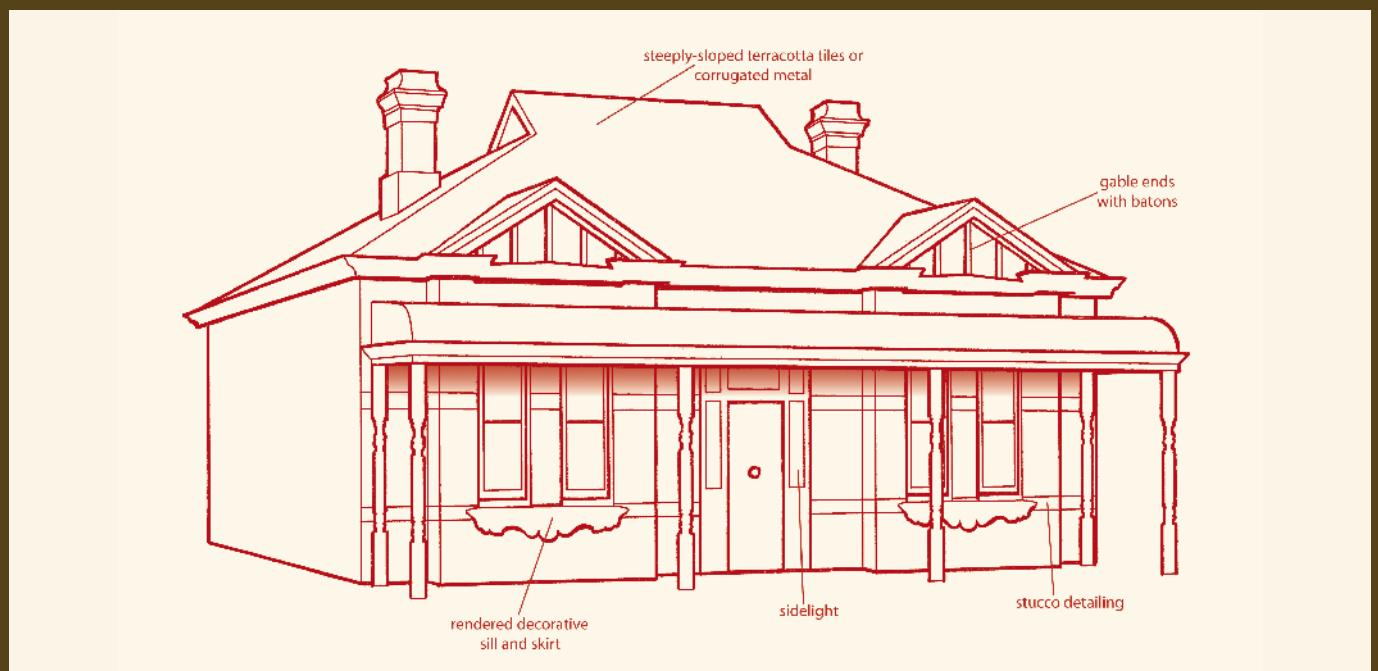 steeply-sloped terracotta tiles or
corrugated metal
gable ends
with batons
rendered decorative
sill and skirt
sidelight
stucco detailing